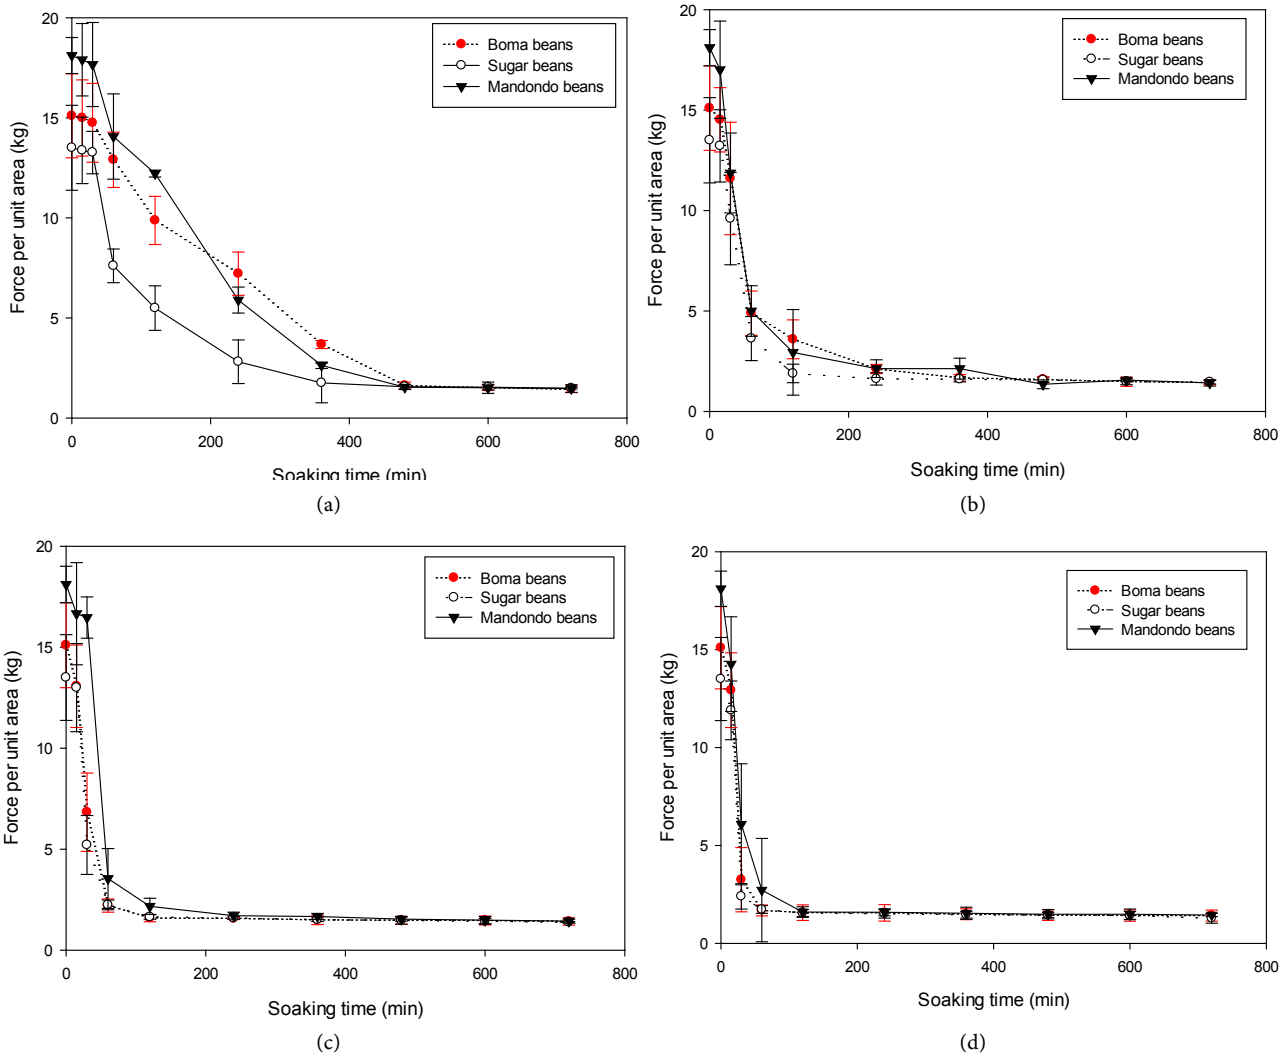 20
15
10
5
0
Force per unit area (kg)
Boma beans
Sugar beans
Mandondo beans
0 200 400 600 800
Soaking time (min)
(a)
20
15
10
5
0
Force per unit area (kg)
Boma beans
Sugar beans
Mandondo beans
0 200 400 600 800
Soaking time (min)
(b)
20
15
10
5
0
Force per unit area (kg)
Boma beans
Sugar beans
Mandondo beans
0 200 400 600 800
Soaking time (min)
(c)
20
15
10
5
0
Force per unit area (kg)
Boma beans
Sugar beans
Mandondo beans
0 200 400 600 800
Soaking time (min)
(d)